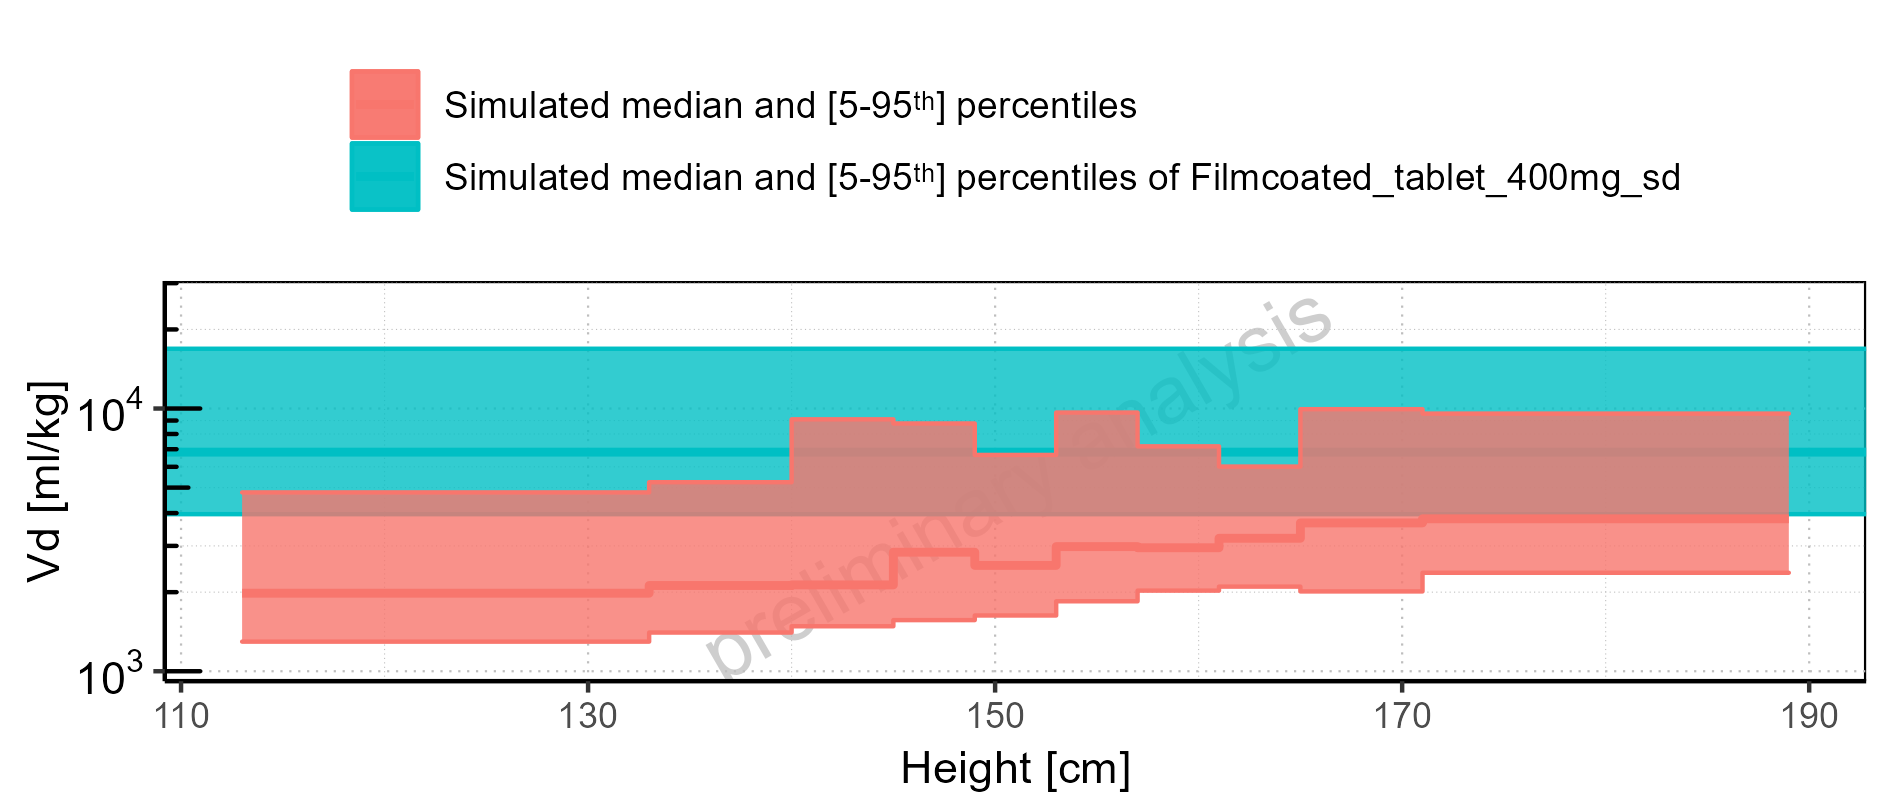 Simulated median and [5-95th] percentiles
Simulated median and [5-95th] percentiles of Filmcoated_tablet_400mg_sd
Vd [ml/kg]
10^4
10^3
preliminary analysis
110 130 150 170 190
Height [cm]